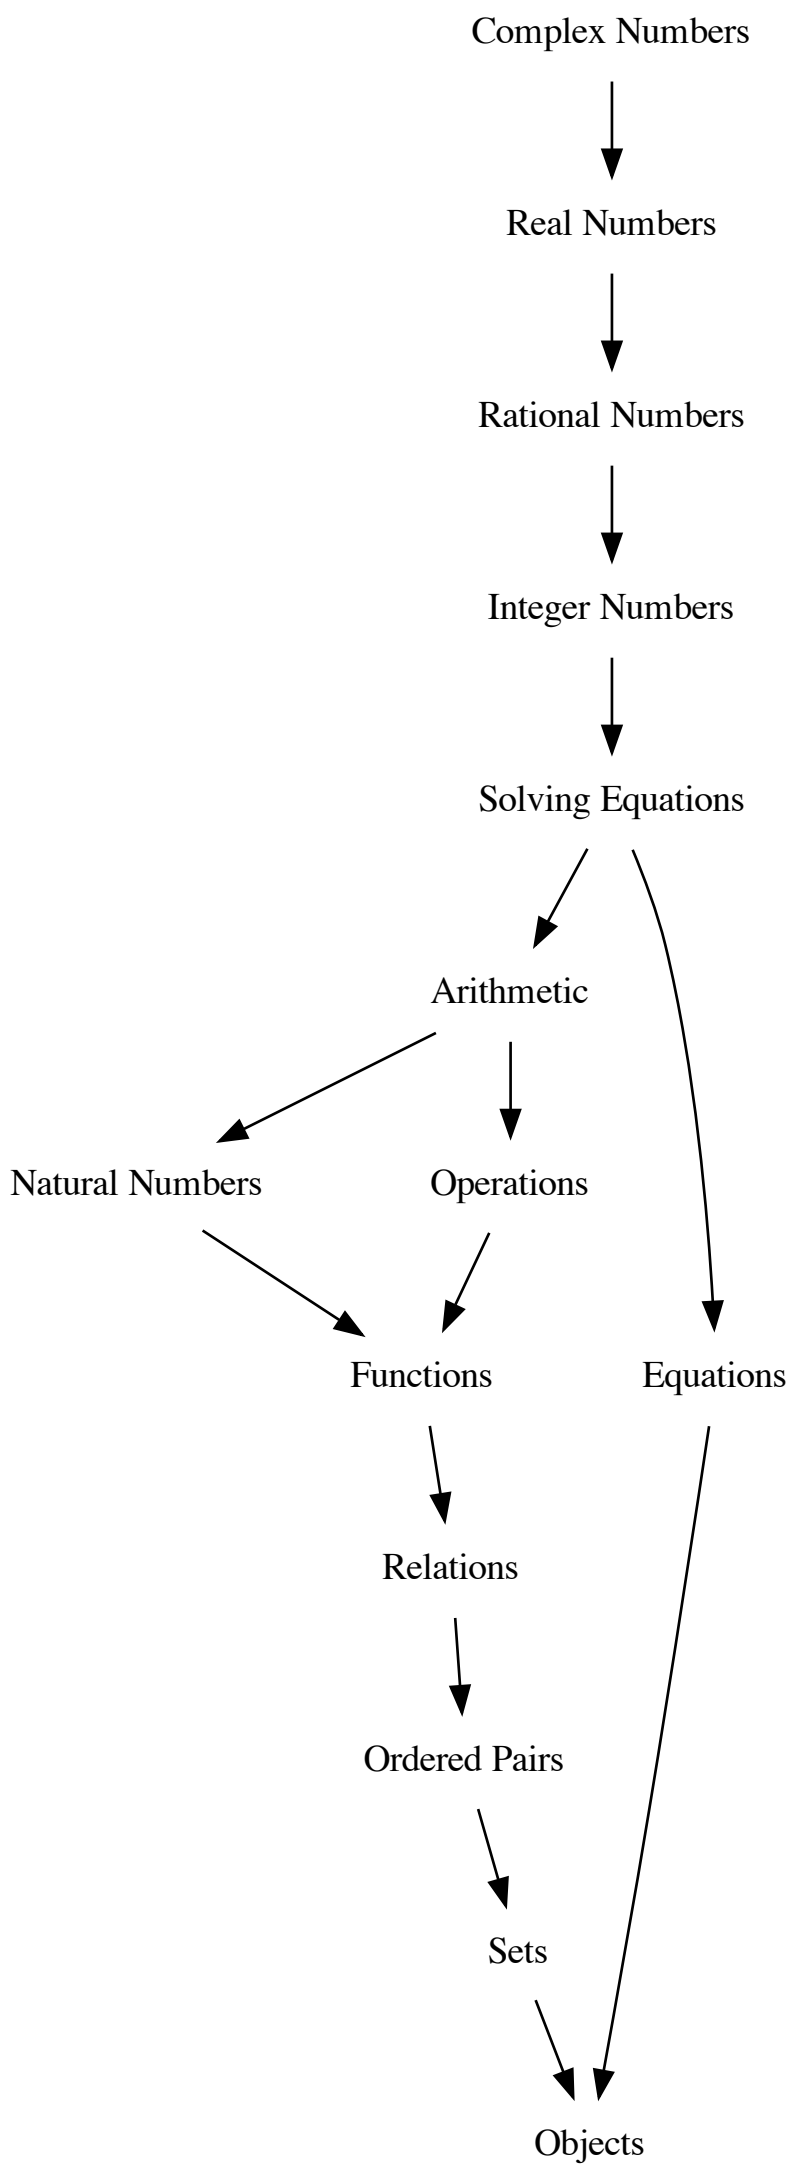 Complex Numbers
Real Numbers
Rational Numbers
Integer Numbers
Solving Equations
Arithmetic
Natural Numbers
Operations
Functions
Equations
Relations
Ordered Pairs
Sets
Objects